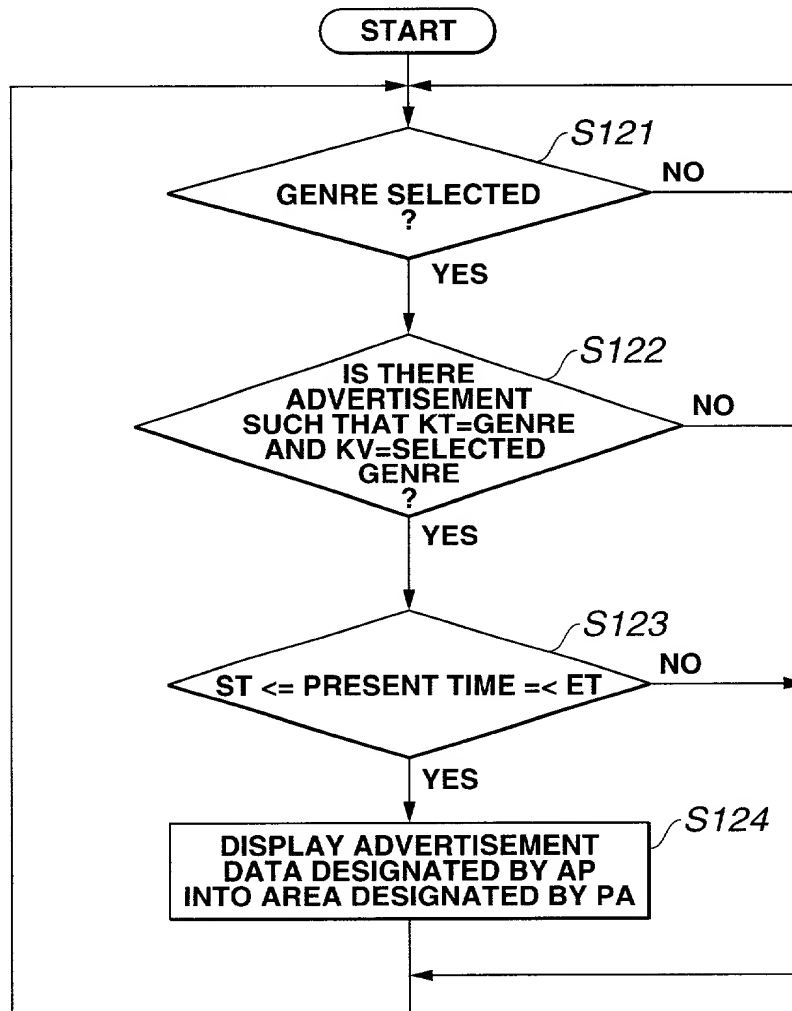 START
S121
GENRE SELECTED
?
NO
YES
S122
IS THERE
ADVERTISEMENT
SUCH THAT KT=GENRE
AND KV=SELECTED
GENRE
?
NO
YES
S123
ST <= PRESENT TIME =< ET
NO
YES
S124
DISPLAY ADVERTISEMENT
DATA DESIGNATED BY AP
INTO AREA DESIGNATED BY PA